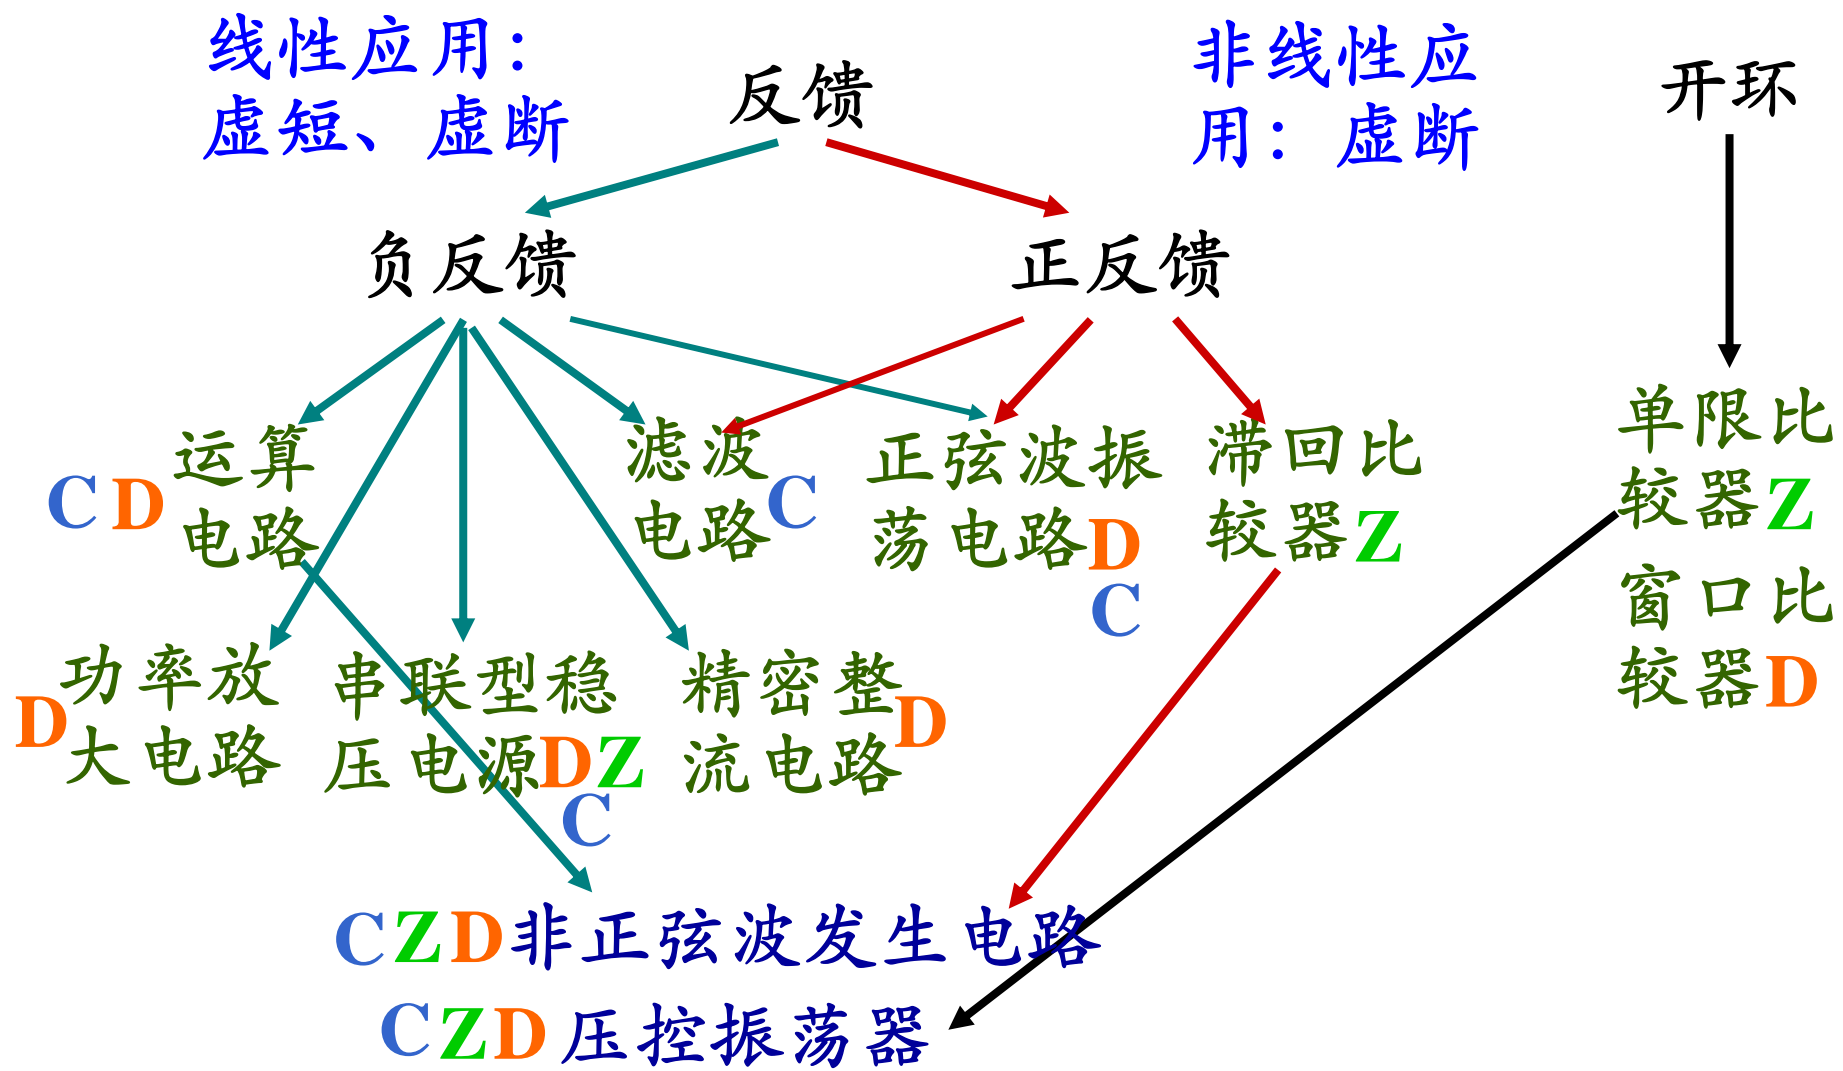 线性应用：
虚短、虚断
反馈
非线性应
用：虚断
开环
负反馈
正反馈
运算
电路
C D
滤波
电路C
正弦波振
荡电路D
C
滞回比
较器Z
单限比
较器Z
窗口比
较器D
功率放
大电路
D
串联型稳
压电源DZ
C
精密整
流电路
D
CZD非正弦波发生电路
CZD压控振荡器